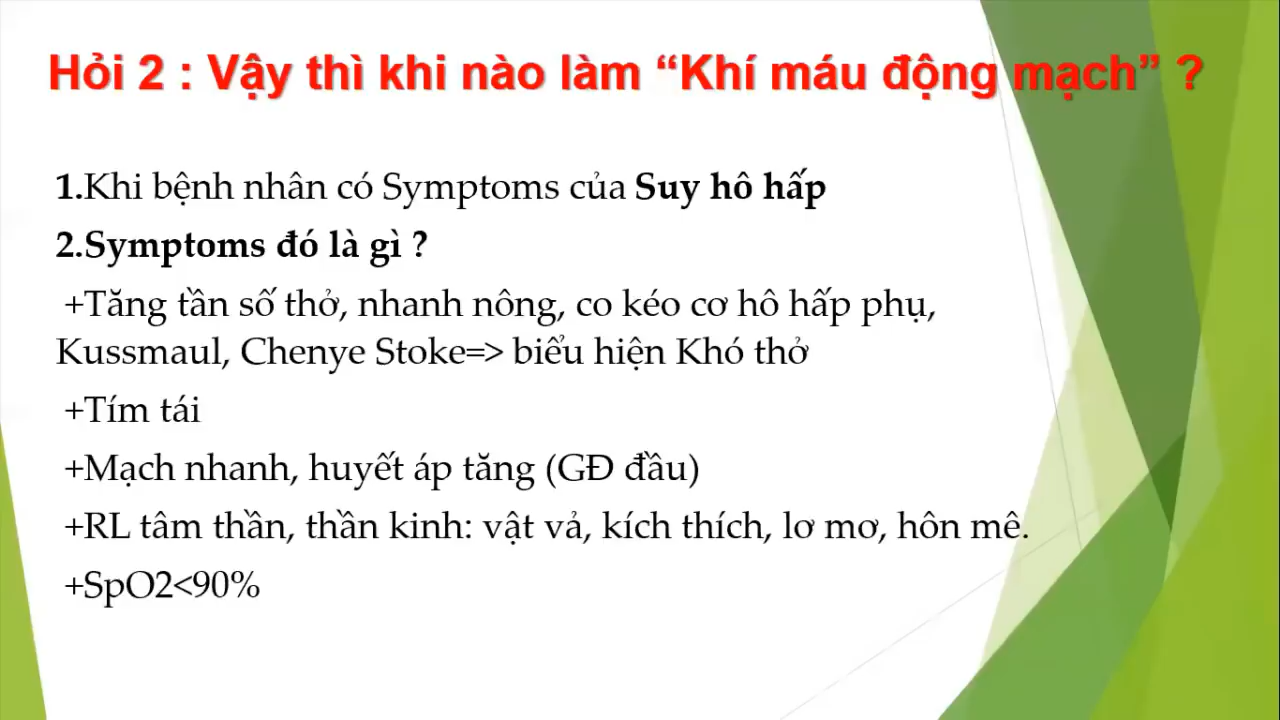 Hỏi 2 : Vậy thì khi nào làm “Khí máu động mạch” ?
1.Khi bệnh nhân có Symptoms của Suy hô hấp
2.Symptoms đó là gì ?
+Tăng tần số thở, nhanh nông, co kéo cơ hô hấp phụ,
Kussmaul, Chenye Stoke=> biểu hiện Khó thở
+Tím tái
+Mạch nhanh, huyết áp tăng (GĐ đầu)
+RL tâm thần, thần kinh: vật vả, kích thích, lơ mơ, hôn mê.
+SpO2<90%